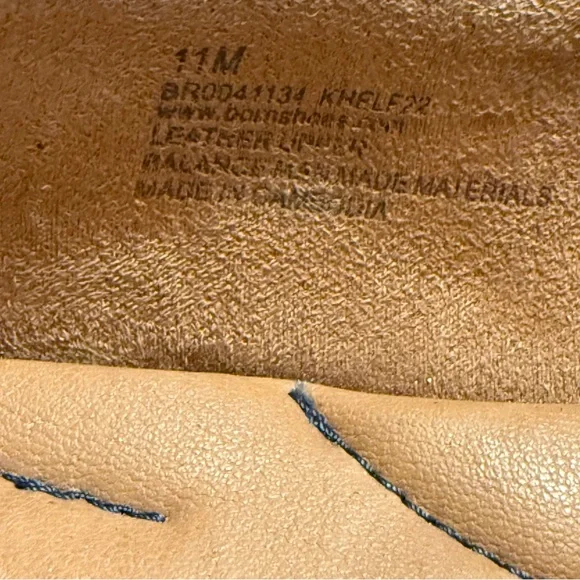 11M
BR0041134 KHELF22
www.bornshoes.com
LEATHER UPPER
BALANCE MAN MADE MATERIALS
MADE IN CAMBODIA